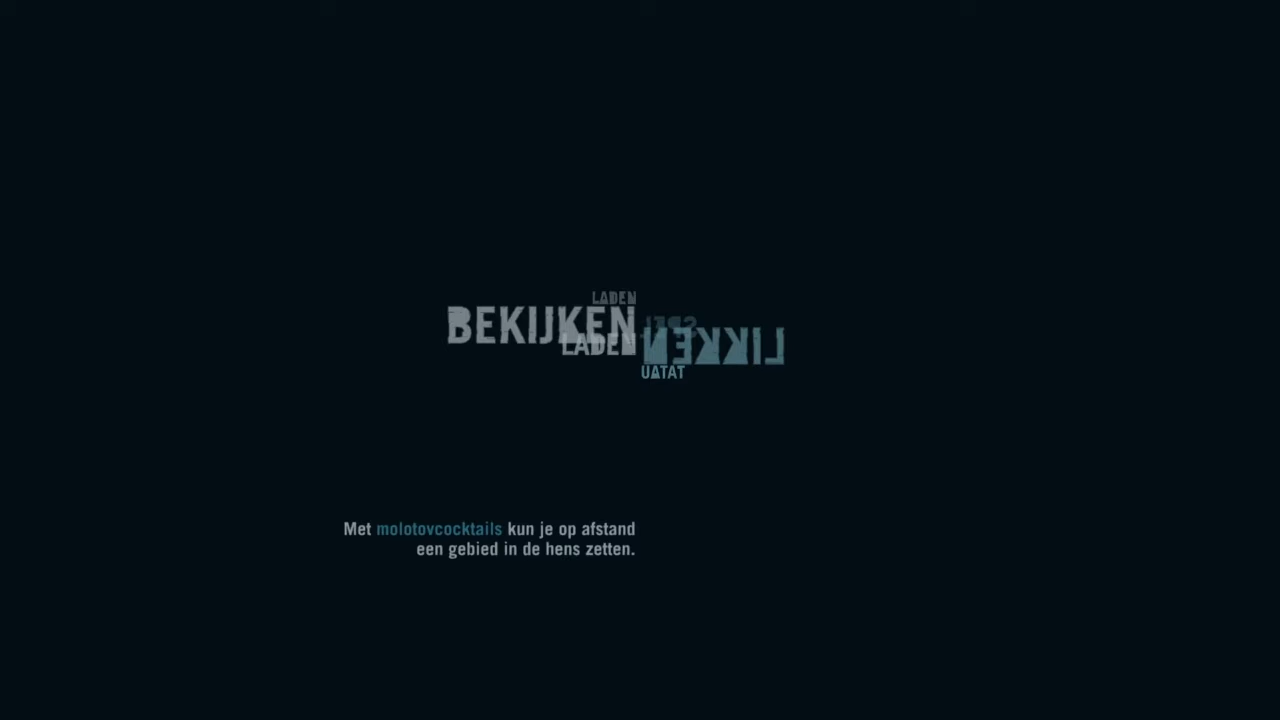 LADEN
BEKIJKEN
LADEN
LIKKEN
UATAT
Met molotovcocktails kun je op afstand
een gebied in de hens zetten.